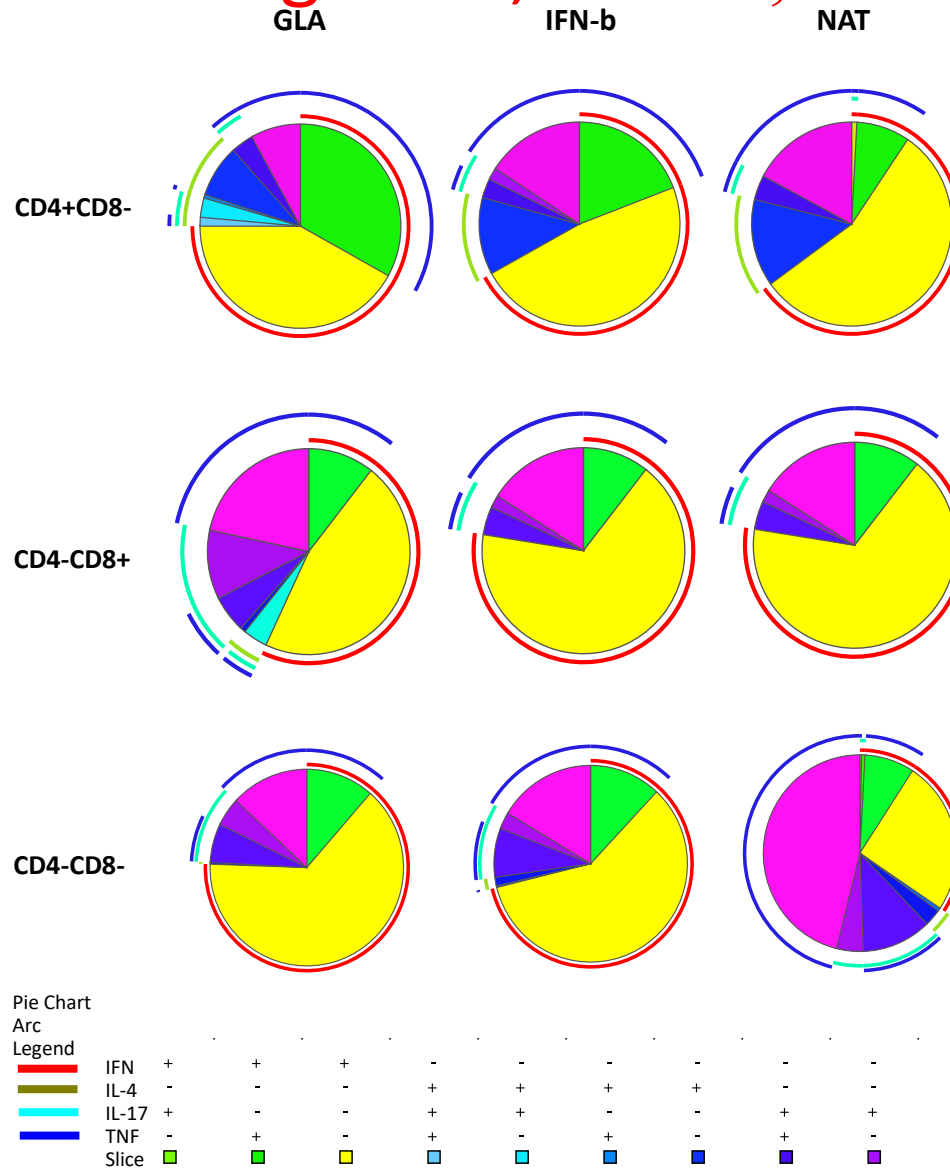 GLA IFN-b NAT
CD4+CD8-
CD4-CD8+
CD4-CD8-
Pie Chart
Arc
Legend
IFN + + + - - - - - -
IL-4 - - - + + + + - -
IL-17 + - - + + - - + +
TNF - + - + - + - + -
Slice